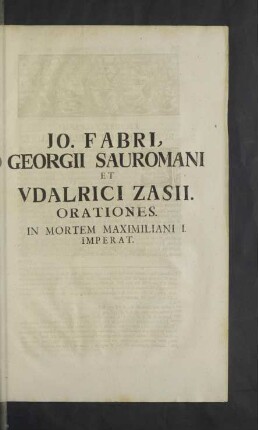 JO. FABRI,
GEORGII SAUROMANI
ET
VDALRICI ZASII.
ORATIONES.
IN MORTEM MAXIMILIANI I.
IMPERAT.